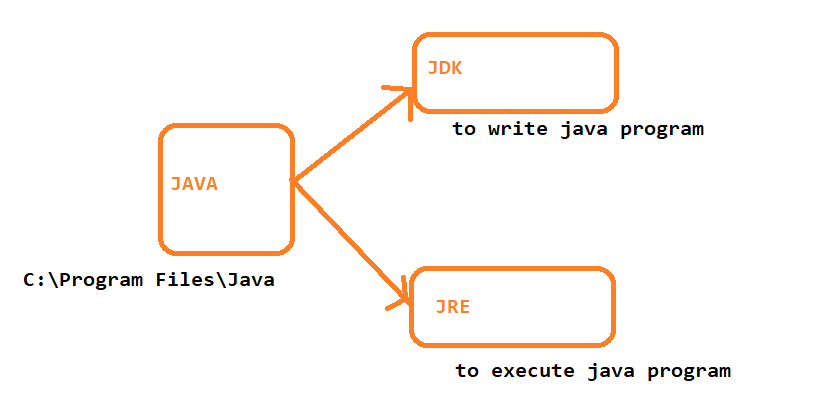 JDK
to write java program
JAVA
C:\Program Files\Java
JRE
to execute java program